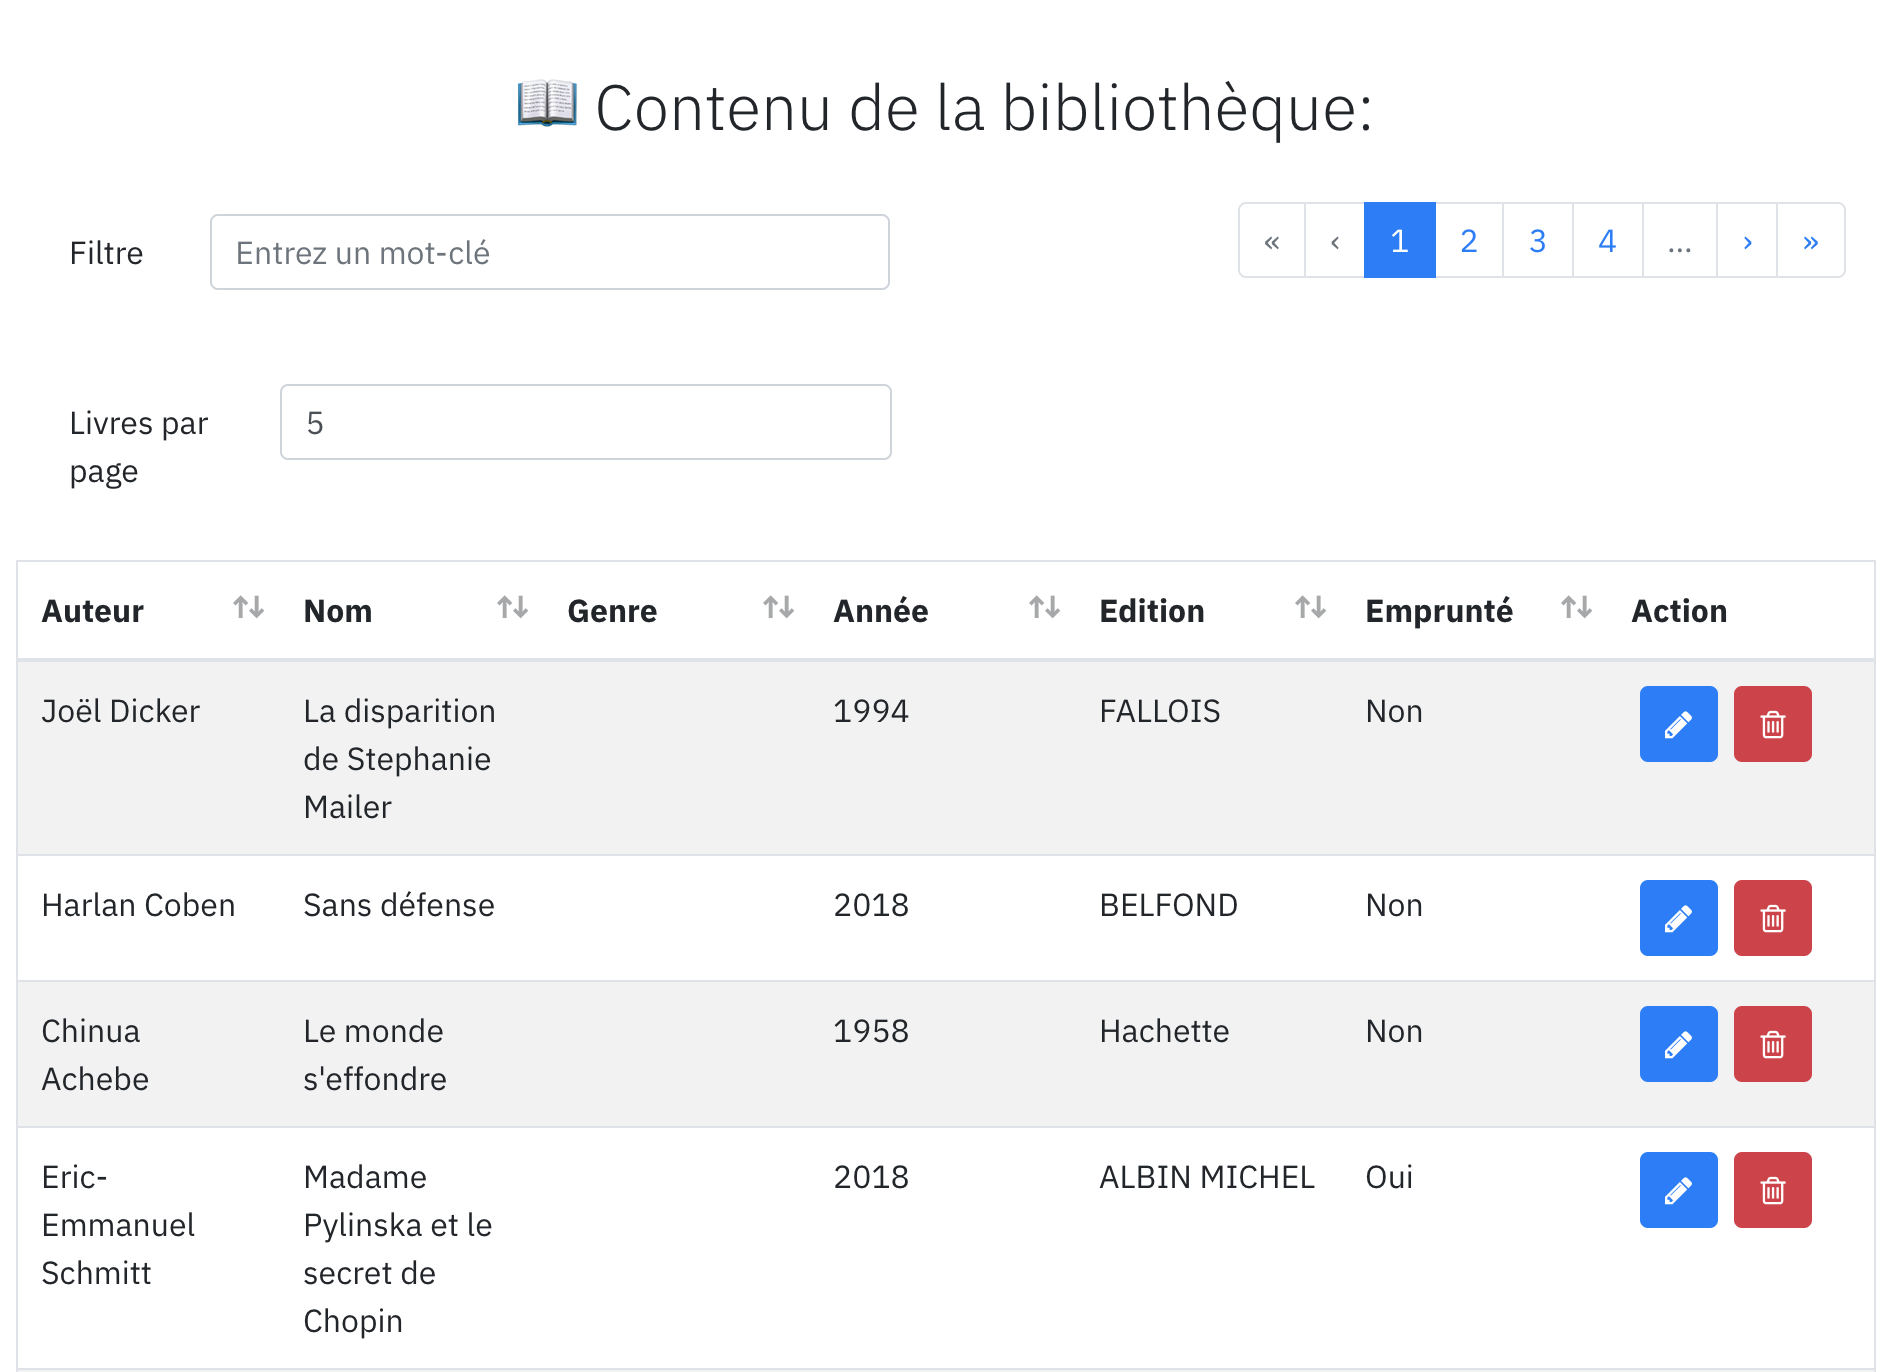 📖 Contenu de la bibliothèque:
Filtre Entrez un mot-clé « ‹ 1 2 3 4 ... › »
Livres par page 5
Auteur Nom Genre Année Edition Emprunté Action
Joël Dicker La disparition de Stephanie Mailer 1994 FALLOIS Non
Harlan Coben Sans défense 2018 BELFOND Non
Chinua Achebe Le monde s'effondre 1958 Hachette Non
Eric-Emmanuel Schmitt Madame Pylinska et le secret de Chopin 2018 ALBIN MICHEL Oui